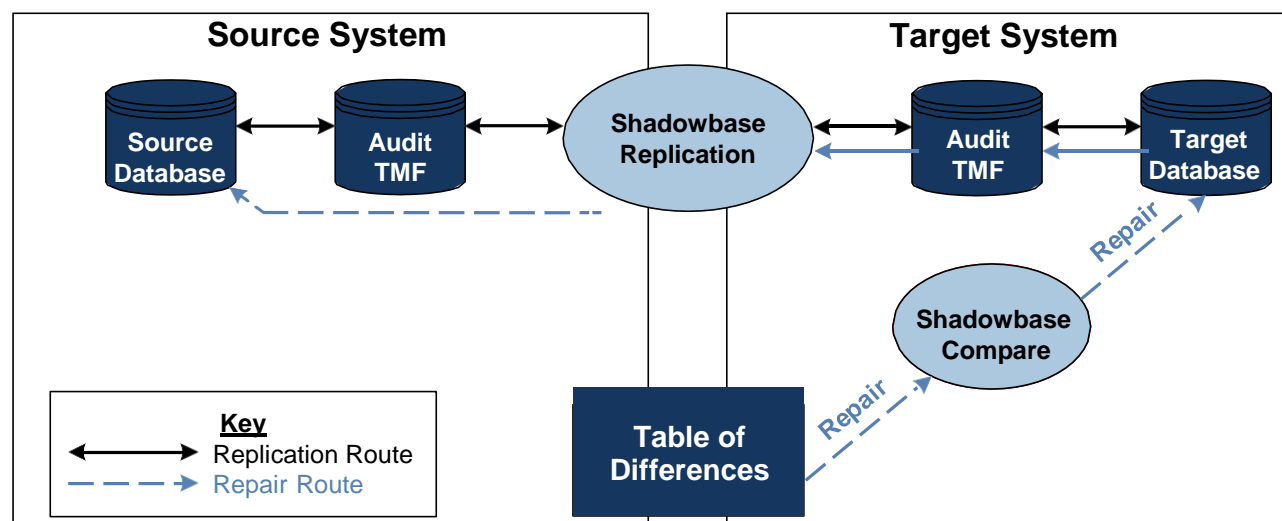 Source System
Target System
Source
Database
Audit
TMF
Shadowbase
Replication
Audit
TMF
Target
Database
Repair
Shadowbase
Compare
Repair
Table of
Differences
Key
Replication Route
Repair Route